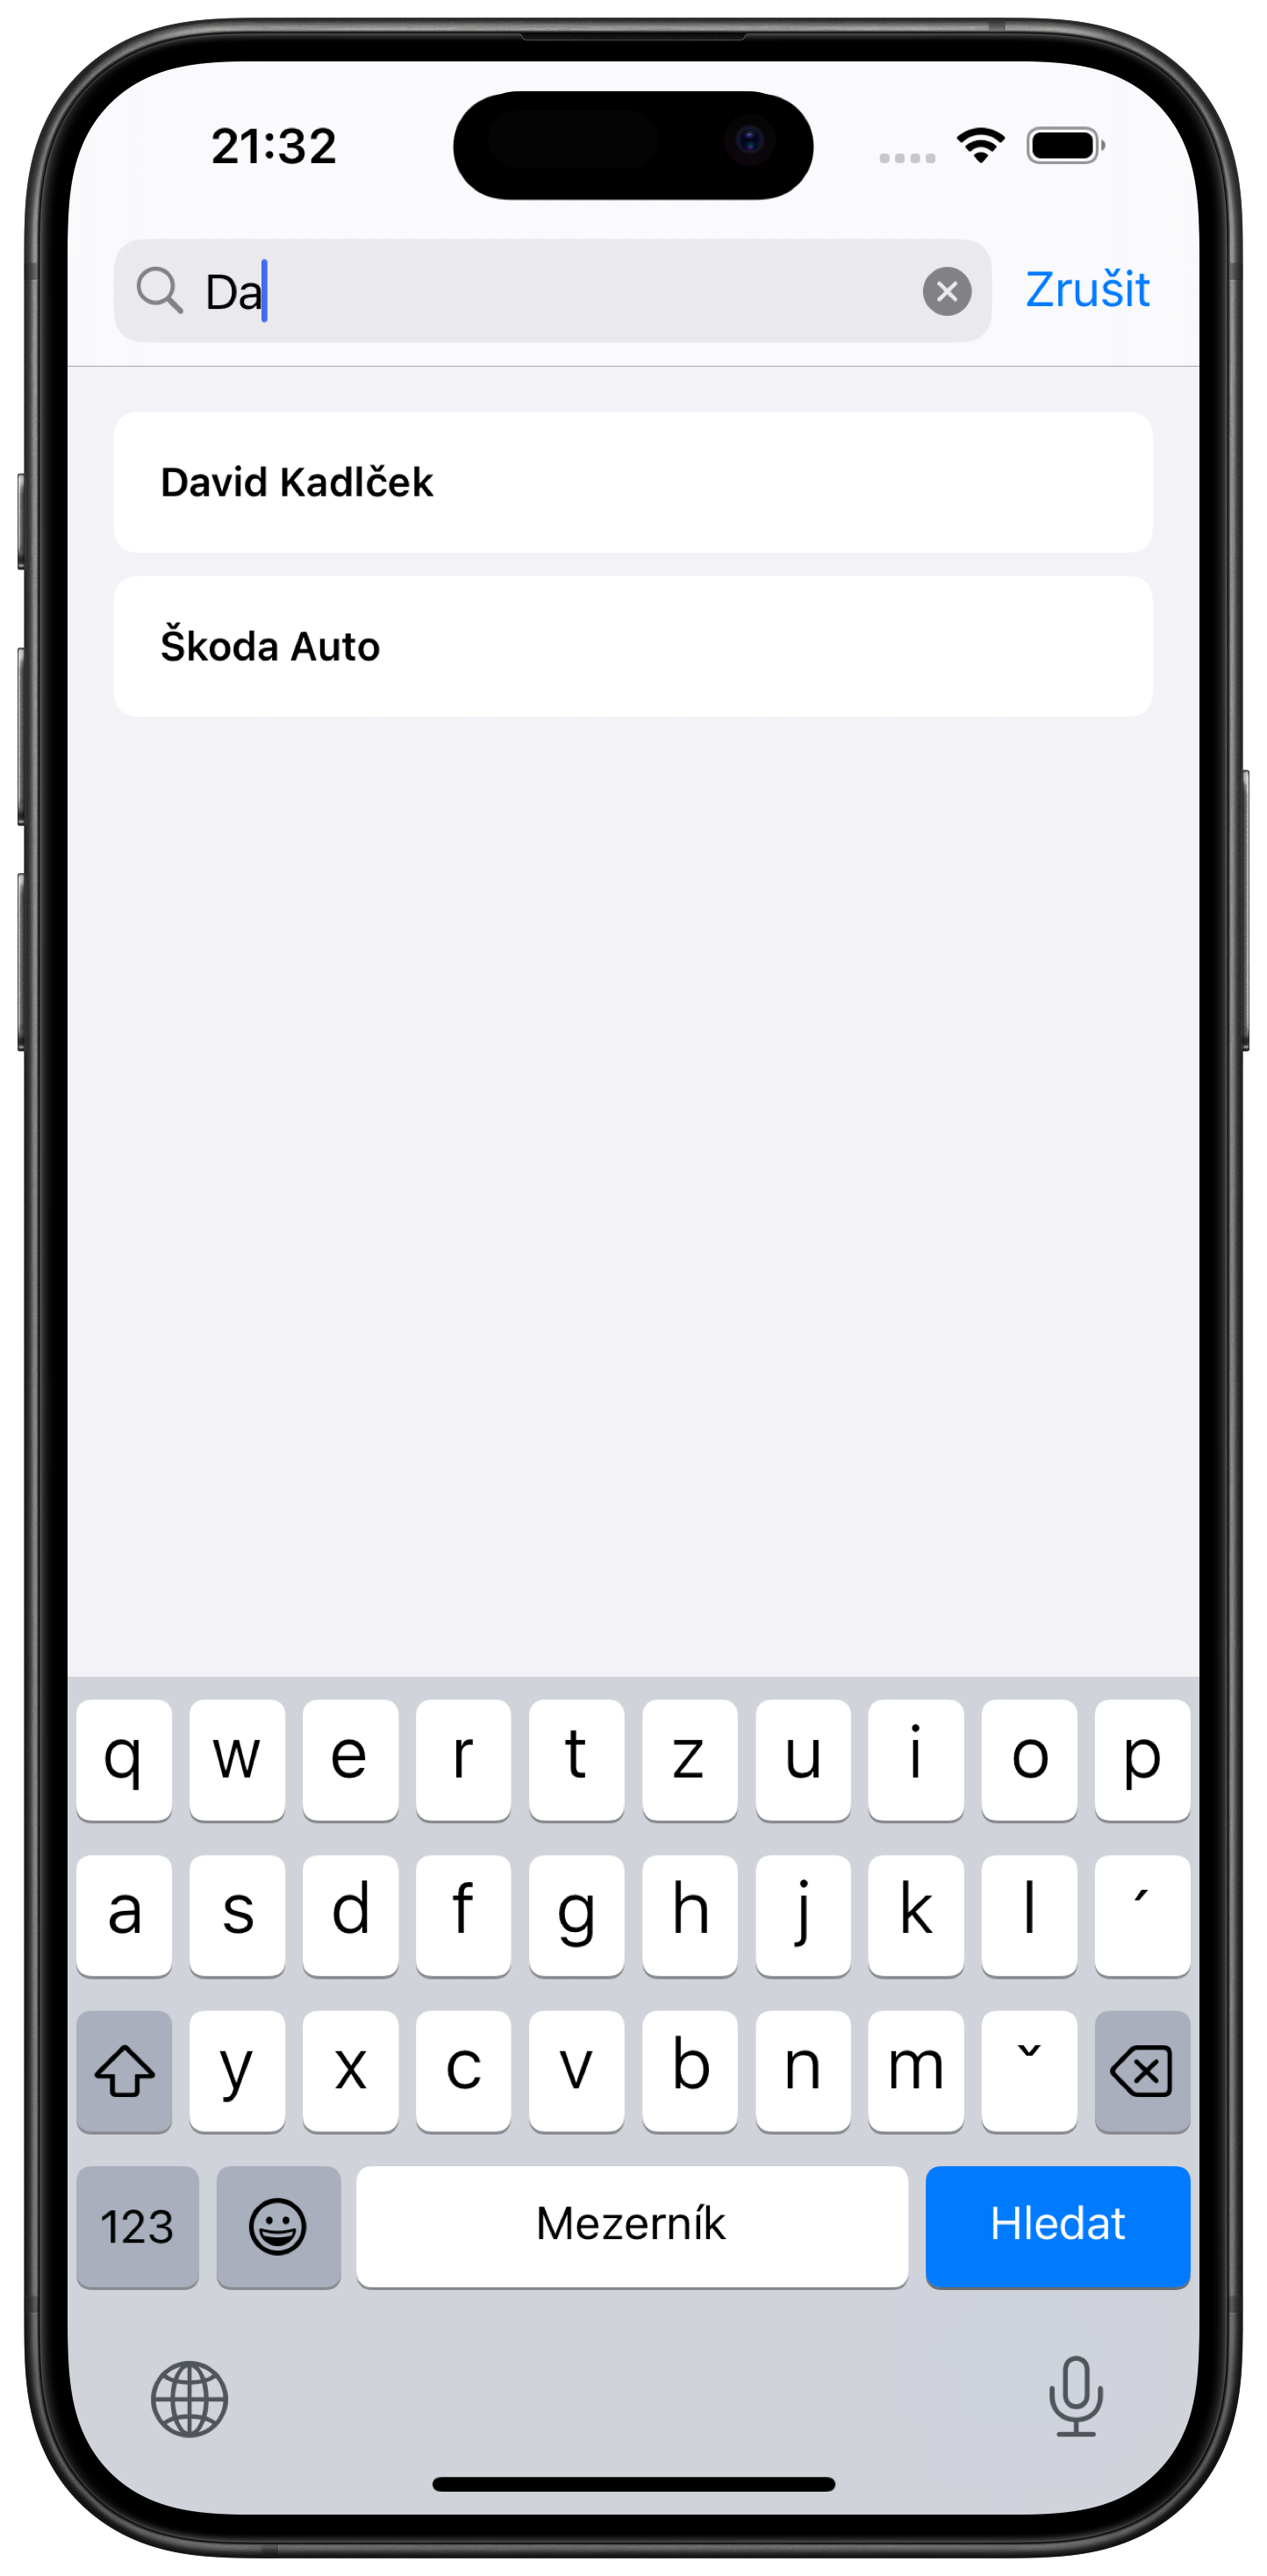 21:32
Da
Zrušit
David Kadlček
Škoda Auto
q w e r t z u i o p
a s d f g h j k l ´
y x c v b n m ˇ
123 Mezerník Hledat